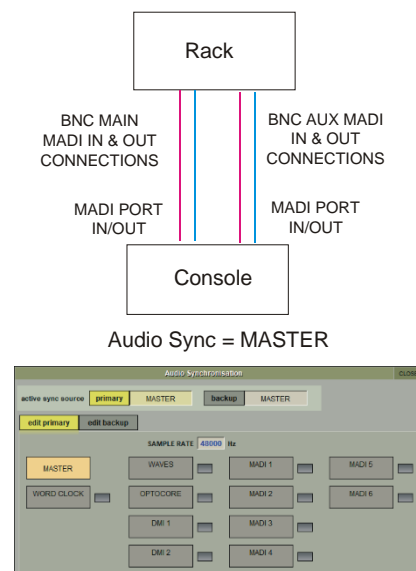 Rack
BNC MAIN
MADI IN & OUT
CONNECTIONS
BNC AUX MADI
IN & OUT
CONNECTIONS
MADI PORT
IN/OUT
MADI PORT
IN/OUT
Console
Audio Sync = MASTER
Audio Synchronisation
CLOSE
active sync source primary MASTER backup MASTER
edit primary edit backup
SAMPLE RATE 48000 Hz
MASTER WAVES MADI 1 MADI 5
WORD CLOCK OPTOCORE MADI 2 MADI 6
DMI 1 MADI 3
DMI 2 MADI 4